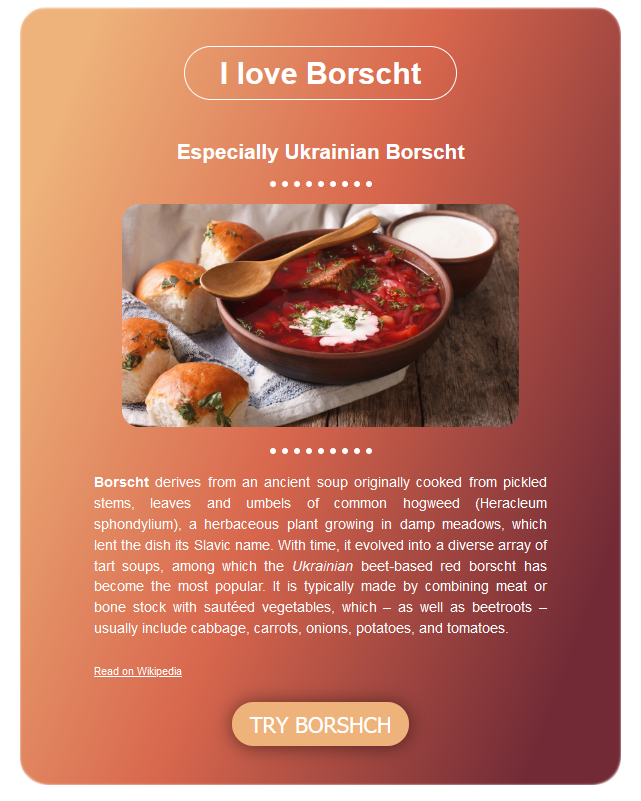 I love Borscht
Especially Ukrainian Borscht
Borscht derives from an ancient soup originally cooked from pickled
stems, leaves and umbels of common hogweed (Heracleum
sphondylium), a herbaceous plant growing in damp meadows, which
lent the dish its Slavic name. With time, it evolved into a diverse array of
tart soups, among which the Ukrainian beet-based red borscht has
become the most popular. It is typically made by combining meat or
bone stock with sautéed vegetables, which – as well as beetroots –
usually include cabbage, carrots, onions, potatoes, and tomatoes.
Read on Wikipedia
TRY BORSHCH